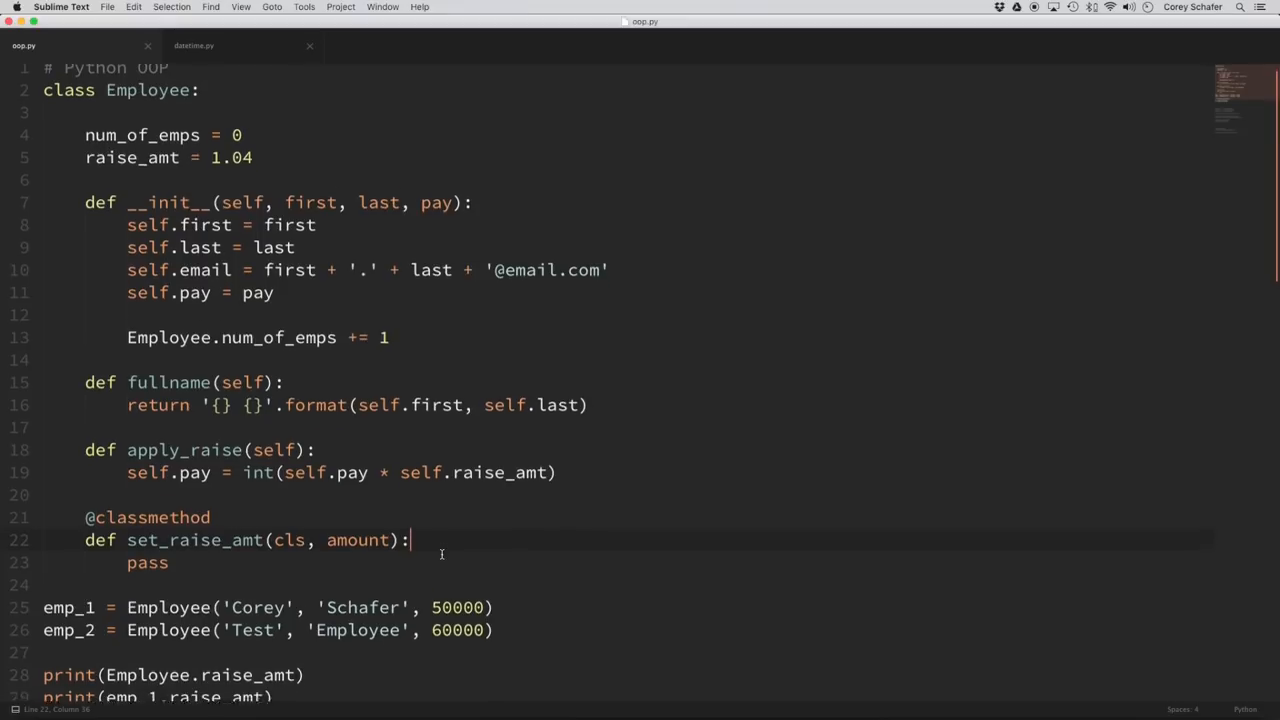 Sublime Text File Edit Selection Find View Goto Tools Project Window Help Corey Schafer
oop.py
oop.py datetime.py
1 # Python OOP
2 class Employee:
3
4 num_of_emps = 0
5 raise_amt = 1.04
6
7 def __init__(self, first, last, pay):
8 self.first = first
9 self.last = last
10 self.email = first + '.' + last + '@email.com'
11 self.pay = pay
12
13 Employee.num_of_emps += 1
14
15 def fullname(self):
16 return '{} {}'.format(self.first, self.last)
17
18 def apply_raise(self):
19 self.pay = int(self.pay * self.raise_amt)
20
21 @classmethod
22 def set_raise_amt(cls, amount):
23 pass
24
25 emp_1 = Employee('Corey', 'Schafer', 50000)
26 emp_2 = Employee('Test', 'Employee', 60000)
27
28 print(Employee.raise_amt)
29 print(emp_1.raise_amt)
Line 22, Column 36 Spaces: 4 Python